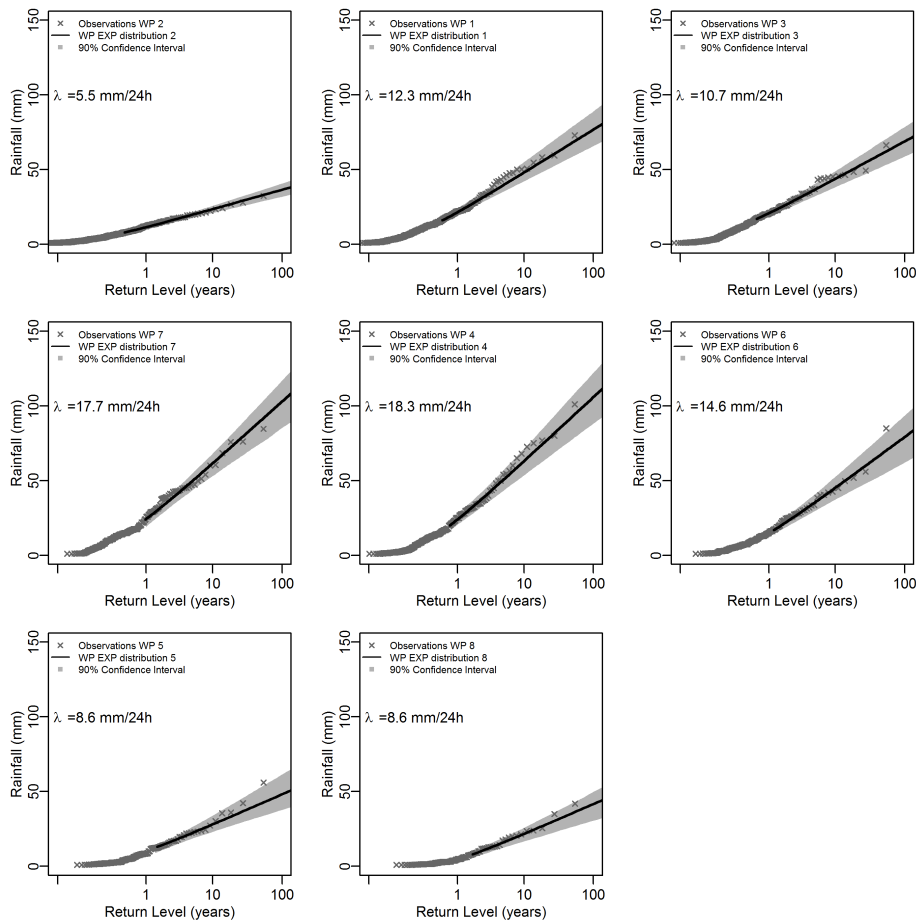 Observations WP 2
WP EXP distribution 2
90% Confidence Interval
λ =5.5 mm/24h
Rainfall (mm)
0 50 100 150
1 10 100
Return Level (years)
Observations WP 1
WP EXP distribution 1
90% Confidence Interval
λ =12.3 mm/24h
Rainfall (mm)
0 50 100 150
1 10 100
Return Level (years)
Observations WP 3
WP EXP distribution 3
90% Confidence Interval
λ =10.7 mm/24h
Rainfall (mm)
0 50 100 150
1 10 100
Return Level (years)
Observations WP 7
WP EXP distribution 7
90% Confidence Interval
λ =17.7 mm/24h
Rainfall (mm)
0 50 100 150
1 10 100
Return Level (years)
Observations WP 4
WP EXP distribution 4
90% Confidence Interval
λ =18.3 mm/24h
Rainfall (mm)
0 50 100 150
1 10 100
Return Level (years)
Observations WP 6
WP EXP distribution 6
90% Confidence Interval
λ =14.6 mm/24h
Rainfall (mm)
0 50 100 150
1 10 100
Return Level (years)
Observations WP 5
WP EXP distribution 5
90% Confidence Interval
λ =8.6 mm/24h
Rainfall (mm)
0 50 100 150
1 10 100
Return Level (years)
Observations WP 8
WP EXP distribution 8
90% Confidence Interval
λ =8.6 mm/24h
Rainfall (mm)
0 50 100 150
1 10 100
Return Level (years)